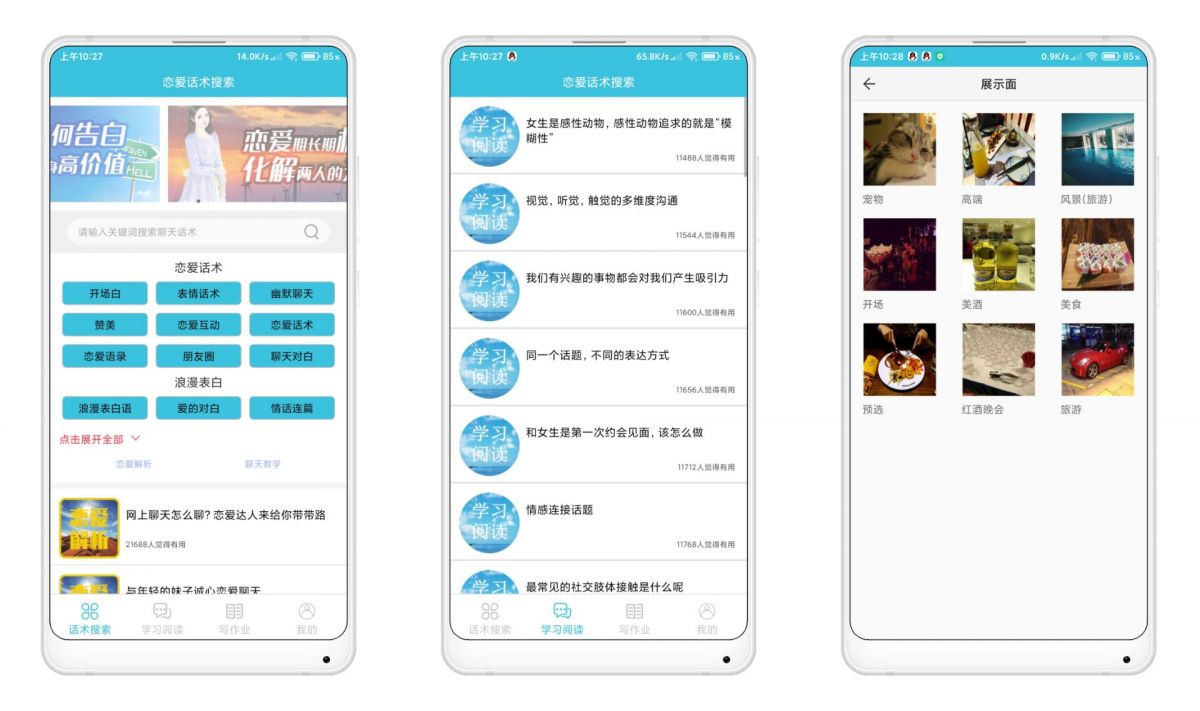 上午10:27
14.0K/s
85%
恋爱话术搜索
何告白
高价值
HEAVEN
HELL
恋爱期长期
化解两人的
请输入关键词搜索聊天话术
恋爱话术
开场白
表情话术
幽默聊天
赞美
恋爱互动
恋爱话术
恋爱语录
朋友圈
聊天对白
浪漫表白
浪漫表白语
爱的对白
情话连篇
点击展开全部
恋爱解析
聊天教学
恋爱
解析
网上聊天怎么聊?恋爱达人来给你带带路
21688人觉得有用
恋爱
与年轻的妹子诚心恋爱聊天
话术搜索
学习阅读
写作业
我的
上午10:27
65.8K/s
85%
恋爱话术搜索
学习
阅读
女生是感性动物，感性动物追求的就是“模
糊性”
11488人觉得有用
学习
阅读
视觉，听觉，触觉的多维度沟通
11544人觉得有用
学习
阅读
我们有兴趣的事物都会对我们产生吸引力
11600人觉得有用
学习
阅读
同一个话题，不同的表达方式
11656人觉得有用
学习
阅读
和女生是第一次约会见面，该怎么做
11712人觉得有用
学习
阅读
情感连接话题
11768人觉得有用
学习
最常见的社交肢体接触是什么呢
话术搜索
学习阅读
写作业
我的
上午10:28
0.9K/s
85%
展示面
宠物
高端
风景(旅游)
开场
美酒
美食
预选
红酒晚会
旅游